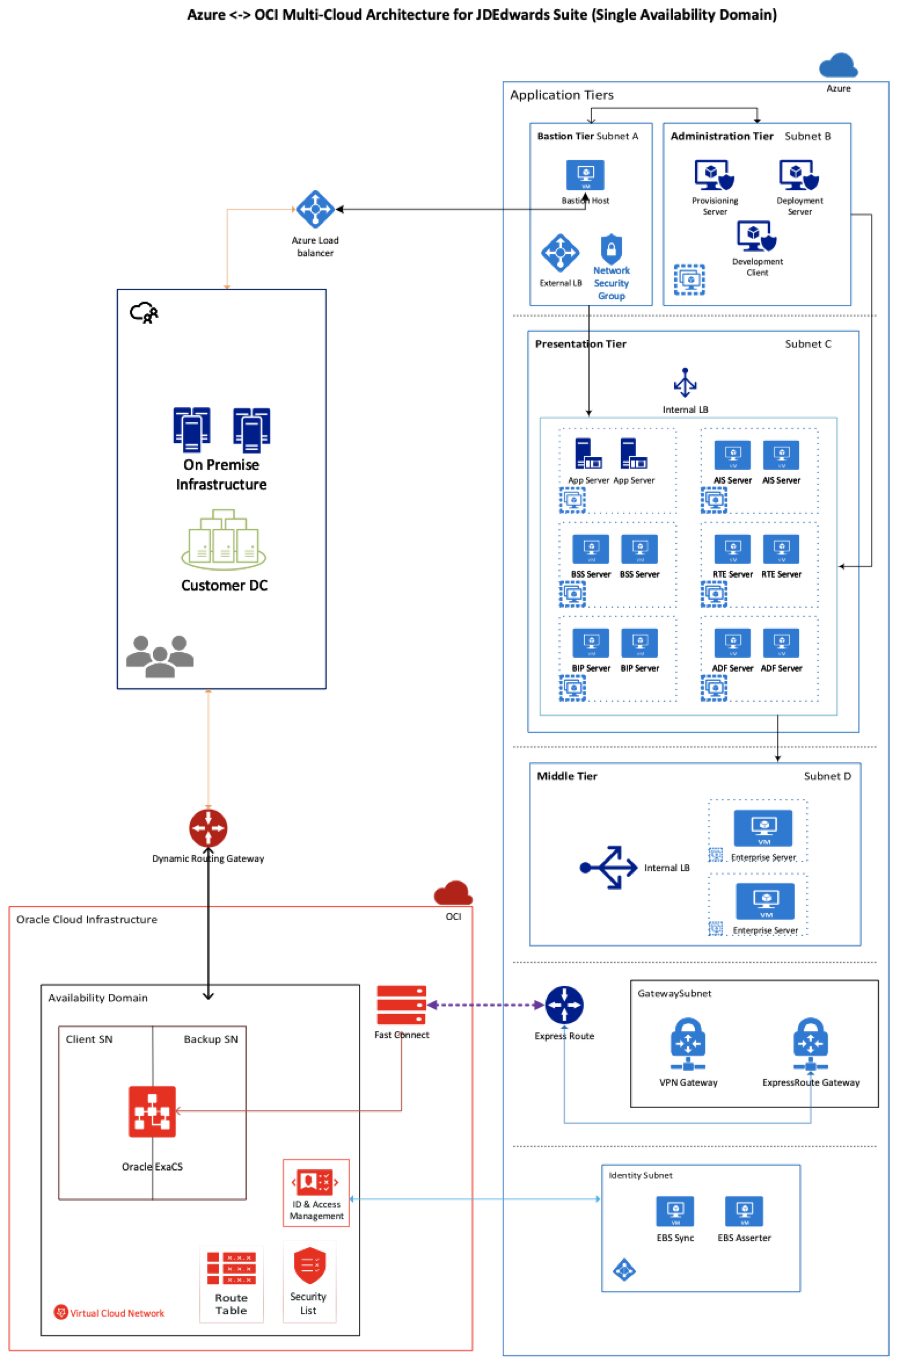 Azure <-> OCI Multi-Cloud Architecture for JDEdwards Suite (Single Availability Domain)
Azure
Application Tiers
Bastion Tier Subnet A
VM
Bastion Host
External LB
Network
Security
Group
Administration Tier Subnet B
Provisioning
Server
Deployment
Server
Development
Client
Azure Load
balancer
On Premise
Infrastructure
Customer DC
Presentation Tier Subnet C
Internal LB
App Server App Server
VM VM
AIS Server AIS Server
VM VM
BSS Server BSS Server
VM VM
RTE Server RTE Server
VM VM
BIP Server BIP Server
VM VM
ADF Server ADF Server
Middle Tier Subnet D
Internal LB
VM
Enterprise Server
VM
Enterprise Server
Dynamic Routing Gateway
OCI
Oracle Cloud Infrastructure
Availability Domain
Client SN Backup SN
Oracle ExaCS
Fast Connect
Express Route
GatewaySubnet
VPN Gateway ExpressRoute Gateway
ID & Access
Management
Route
Table
Security
List
Virtual Cloud Network
Identity Subnet
VM VM
EBS Sync EBS Asserter